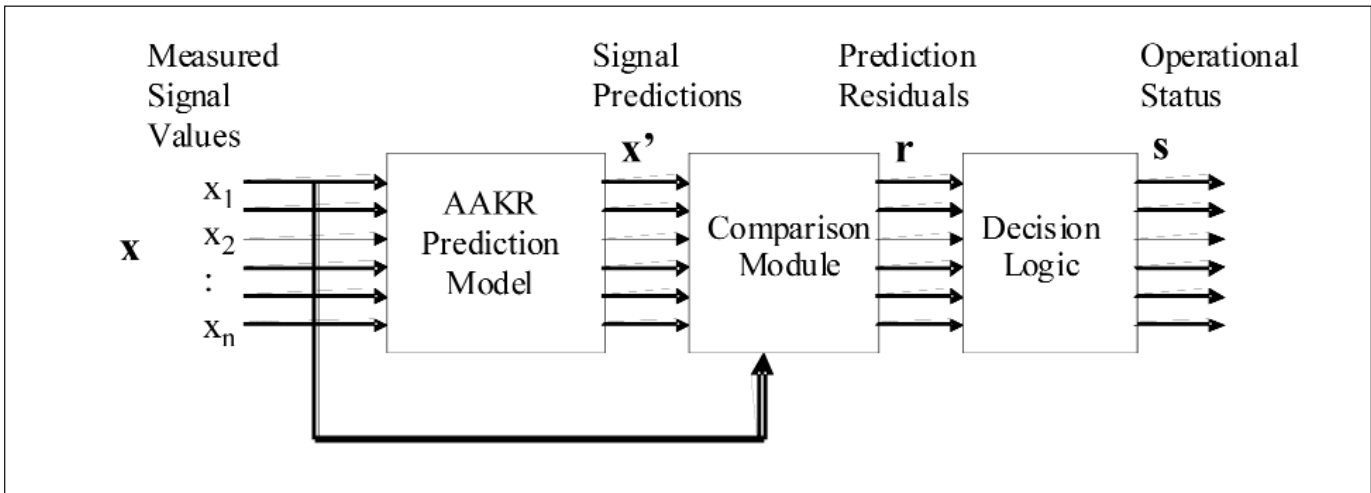 Measured
Signal
Values
Signal
Predictions
Prediction
Residuals
Operational
Status
x
x1
x2
:
xn
AAKR
Prediction
Model
x’
Comparison
Module
r
Decision
Logic
s